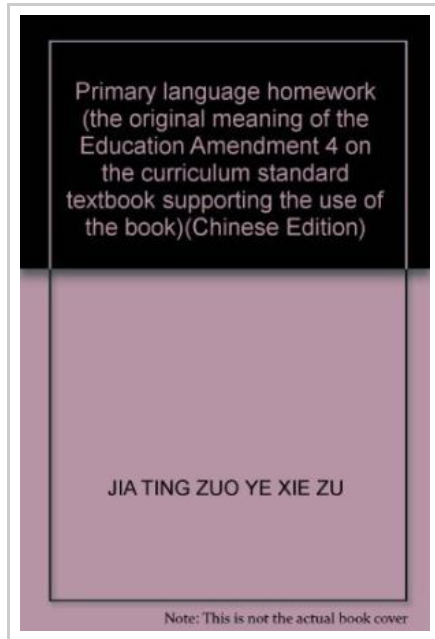 Primary language homework
(the original meaning of the
Education Amendment 4 on
the curriculum standard
textbook supporting the use of
the book)(Chinese Edition)
JIA TING ZUO YE XIE ZU
Note: This is not the actual book cover